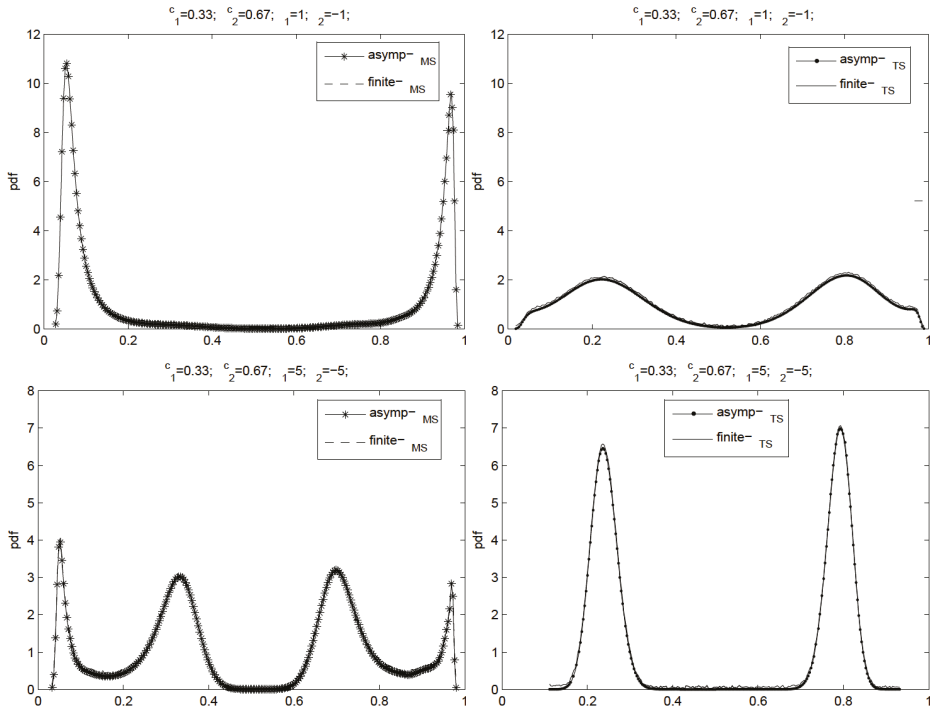 c1=0.33; c2=0.67; 1=1; 2=−1;
pdf
12
10
8
6
4
2
0
asymp− MS
finite− MS
0 0.2 0.4 0.6 0.8 1
c1=0.33; c2=0.67; 1=1; 2=−1;
pdf
12
10
8
6
4
2
0
asymp− TS
finite− TS
0 0.2 0.4 0.6 0.8 1
c1=0.33; c2=0.67; 1=5; 2=−5;
pdf
8
7
6
5
4
3
2
1
0
asymp− MS
finite− MS
0 0.2 0.4 0.6 0.8 1
c1=0.33; c2=0.67; 1=5; 2=−5;
pdf
8
7
6
5
4
3
2
1
0
asymp− TS
finite− TS
0 0.2 0.4 0.6 0.8 1